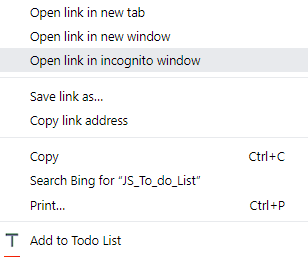 Open link in new tab
Open link in new window
Open link in incognito window
Save link as...
Copy link address
Copy Ctrl+C
Search Bing for “JS_To_do_List”
Print... Ctrl+P
T Add to Todo List